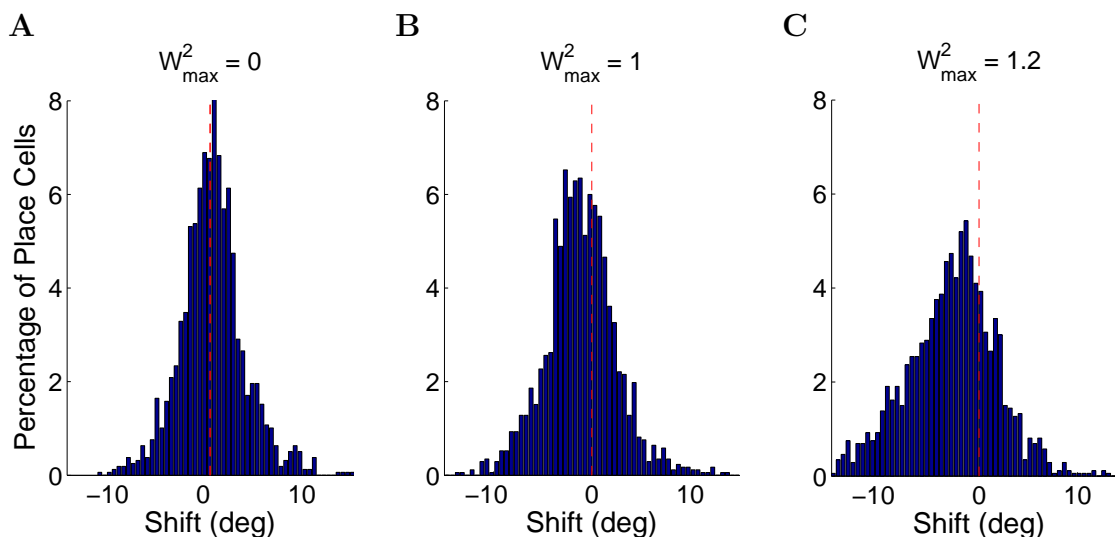 A
B
C
W²max = 0
W²max = 1
W²max = 1.2
Percentage of Place Cells
8
6
4
2
0
−10 0 10
Shift (deg)
8
6
4
2
0
−10 0 10
Shift (deg)
8
6
4
2
0
−10 0 10
Shift (deg)